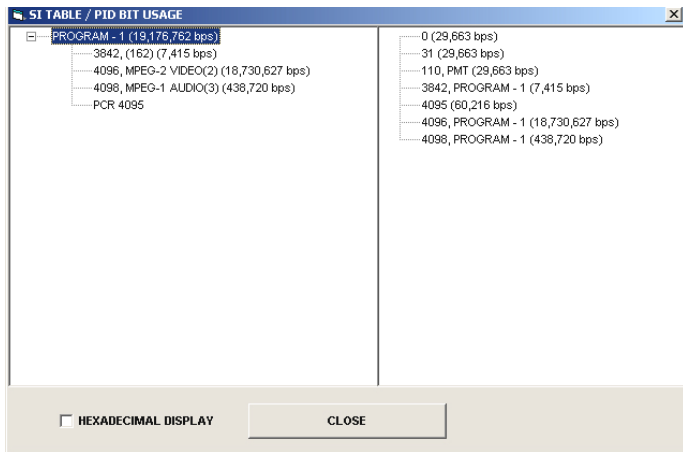 SI TABLE / PID BIT USAGE
PROGRAM - 1 (19,176,762 bps)
3842, (162) (7,415 bps)
4096, MPEG-2 VIDEO(2) (18,730,627 bps)
4098, MPEG-1 AUDIO(3) (438,720 bps)
PCR 4095
0 (29,663 bps)
31 (29,663 bps)
110, PMT (29,663 bps)
3842, PROGRAM - 1 (7,415 bps)
4095 (60,216 bps)
4096, PROGRAM - 1 (18,730,627 bps)
4098, PROGRAM - 1 (438,720 bps)
HEXADECIMAL DISPLAY
CLOSE